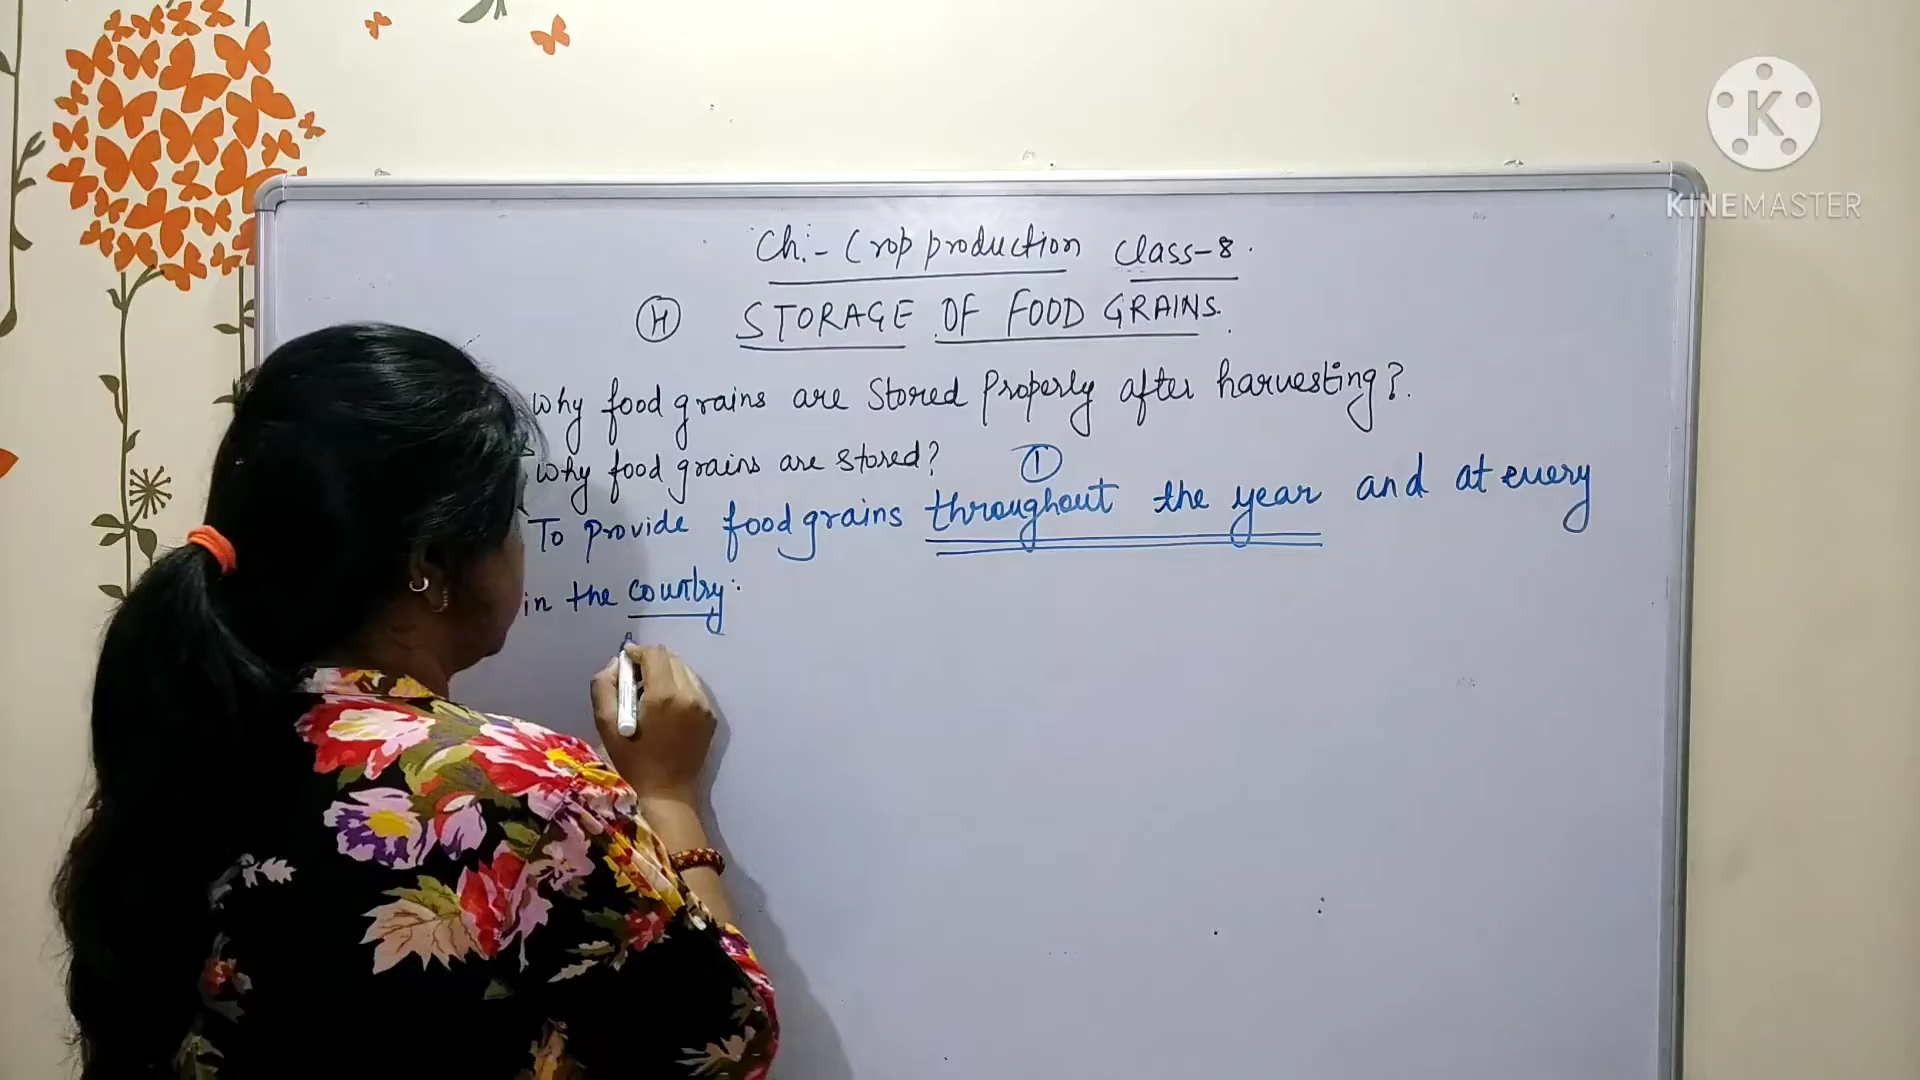 Ch:- Crop production Class-8.
H STORAGE OF FOOD GRAINS.
Why food grains are Stored Properly after harvesting?
Why food grains are stored? 1
To provide food grains throughout the year and at every
in the country.
K
KINEMASTER